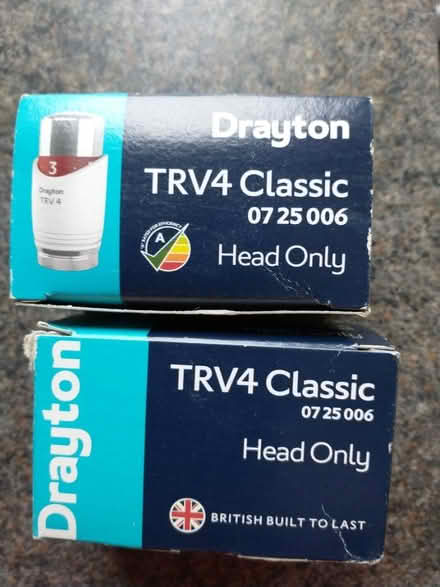 Drayton
TRV4 Classic
07 25 006
Head Only
3
Drayton
TRV 4
A
Drayton
TRV4 Classic
07 25 006
Head Only
BRITISH BUILT TO LAST